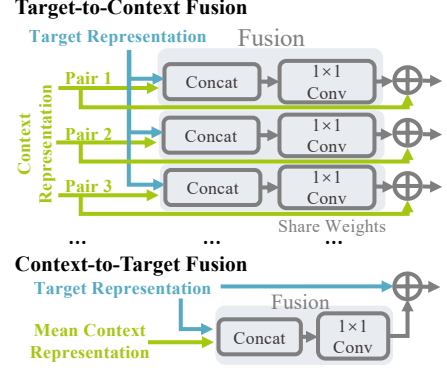 Target-to-Context Fusion
Target Representation
Fusion
Pair 1
Concat
1×1
Conv
Context
Representation
Pair 2
Concat
1×1
Conv
Pair 3
Concat
1×1
Conv
Share Weights
... ... ...
Context-to-Target Fusion
Target Representation
Fusion
Mean Context
Representation
Concat
1×1
Conv